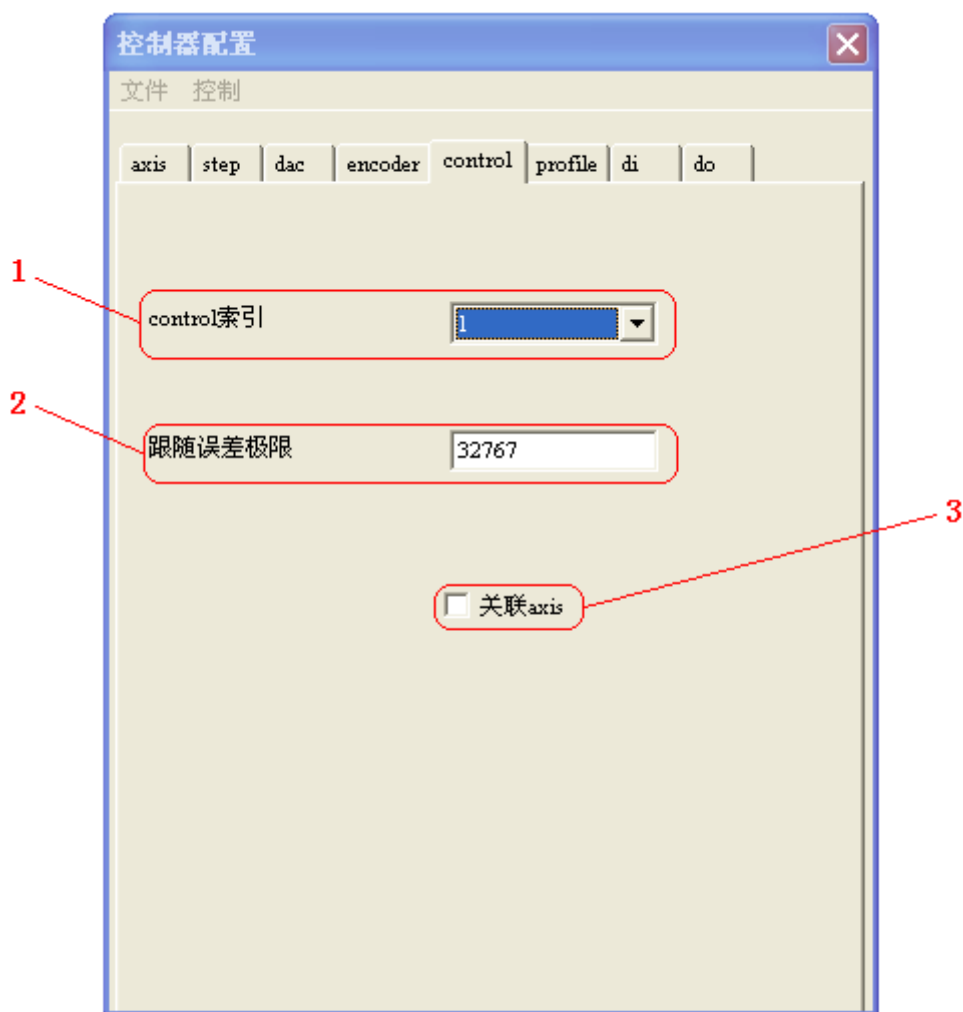 控制器配置
文件 控制
axis step dac encoder control profile di do
1
control索引 1
2
跟随误差极限 32767
3
关联axis